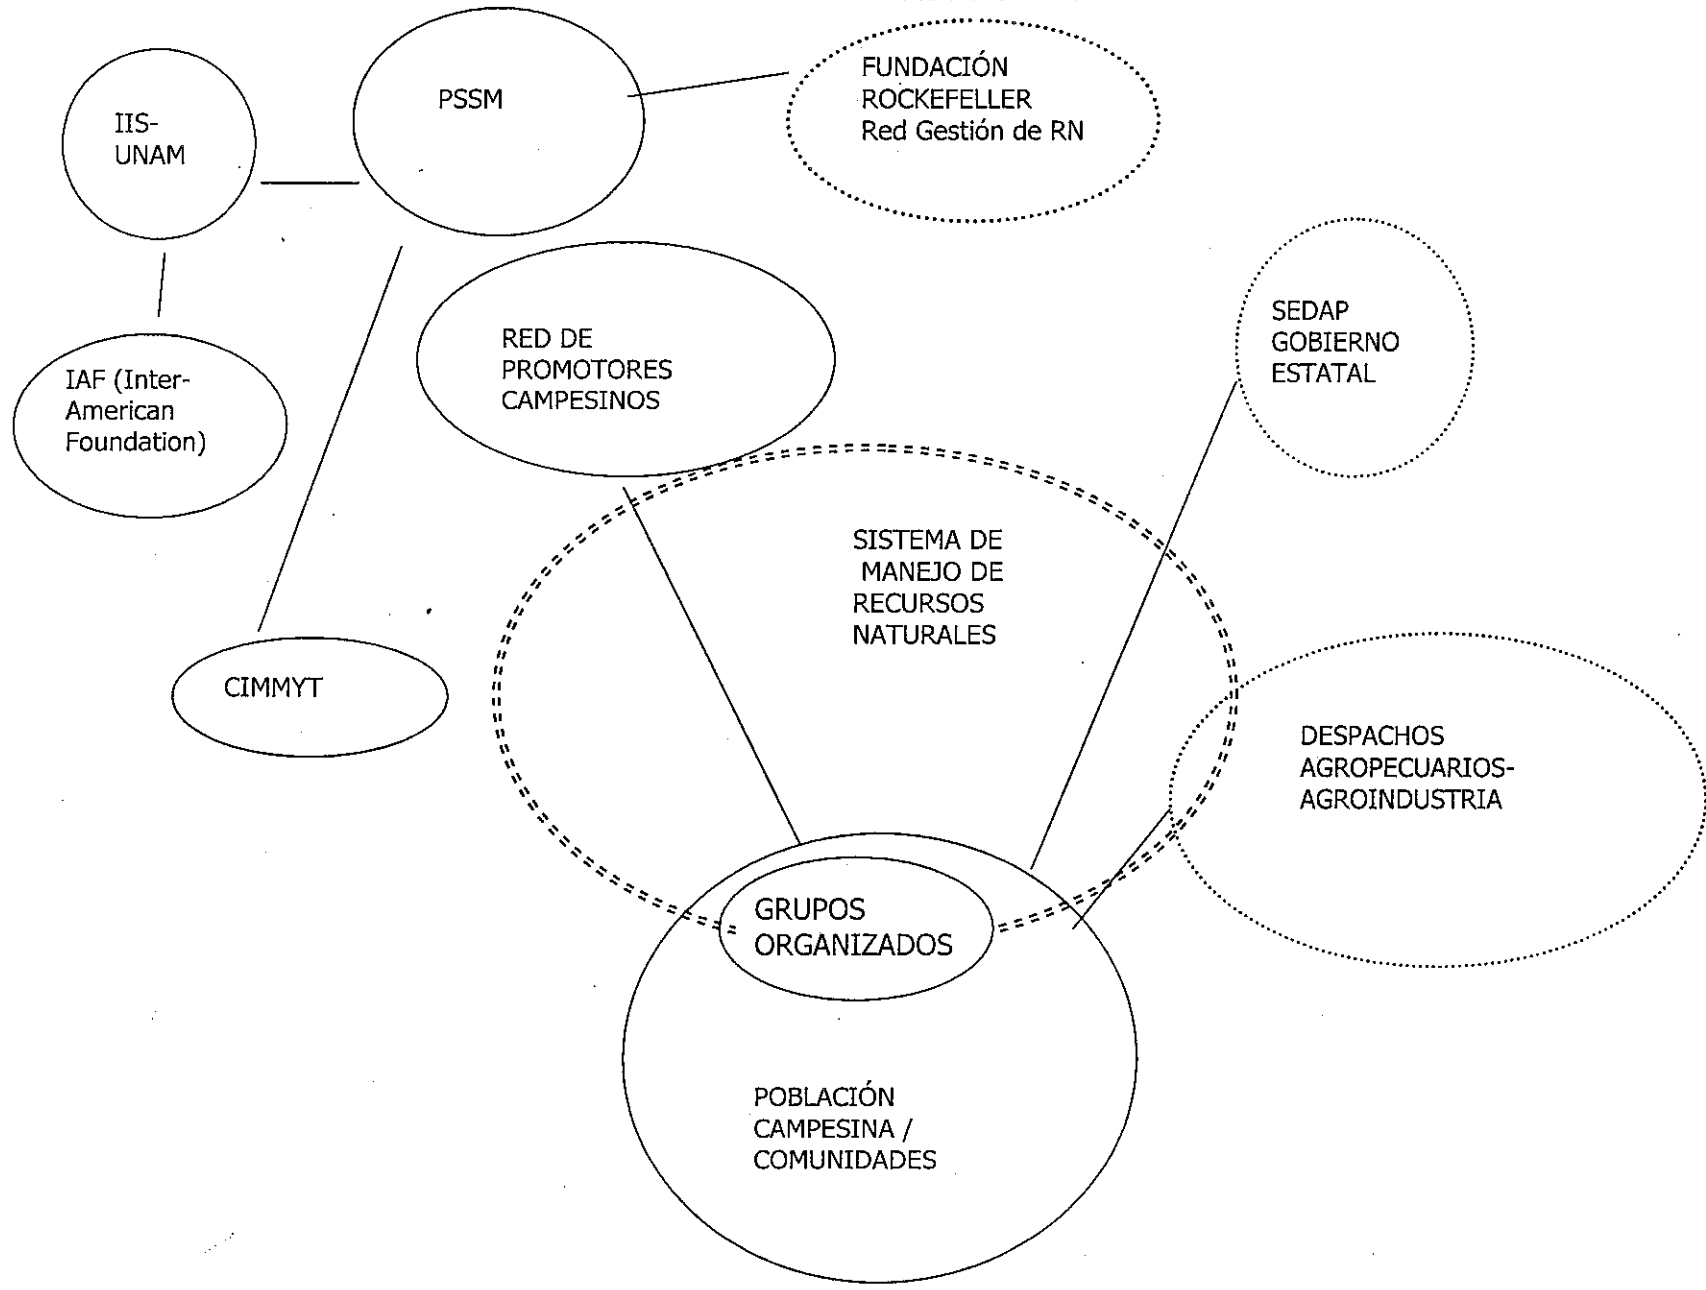 IIS-
UNAM
PSSM
FUNDACIÓN
ROCKEFELLER
Red Gestión de RN
IAF (Inter-
American
Foundation)
RED DE
PROMOTORES
CAMPESINOS
SEDAP
GOBIERNO
ESTATAL
SISTEMA DE
MANEJO DE
RECURSOS
NATURALES
CIMMYT
DESPACHOS
AGROPECUARIOS-
AGROINDUSTRIA
GRUPOS
ORGANIZADOS
POBLACIÓN
CAMPESINA /
COMUNIDADES